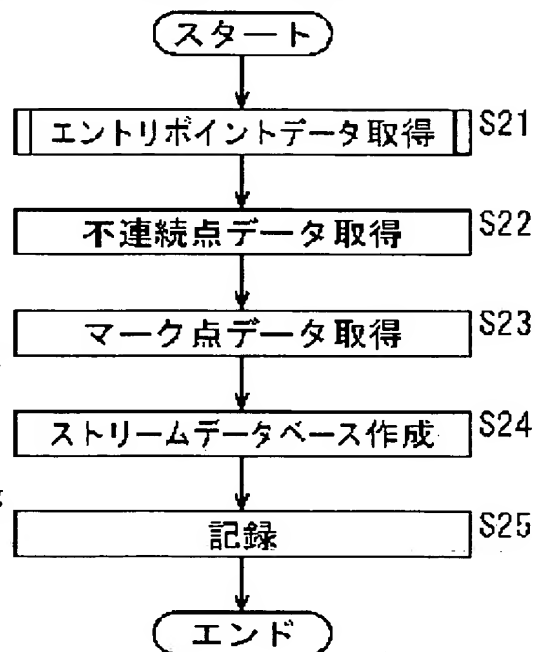 スタート
エントリポイントデータ取得 S21
不連続点データ取得 S22
マーク点データ取得 S23
ストリームデータベース作成 S24
記録 S25
エンド